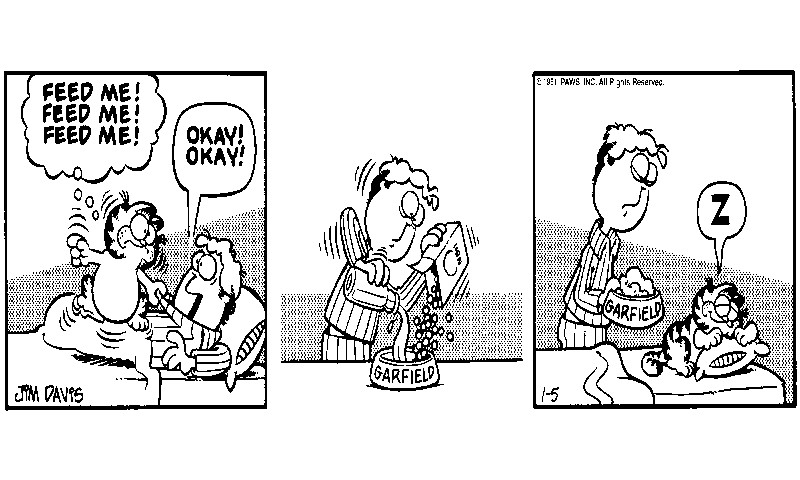 FEED ME!
FEED ME!
FEED ME!
OKAY!
OKAY!
JIM DAVIS
GARFIELD
© 1981 PAWS, INC. All Rights Reserved.
Z
GARFIELD
1-5